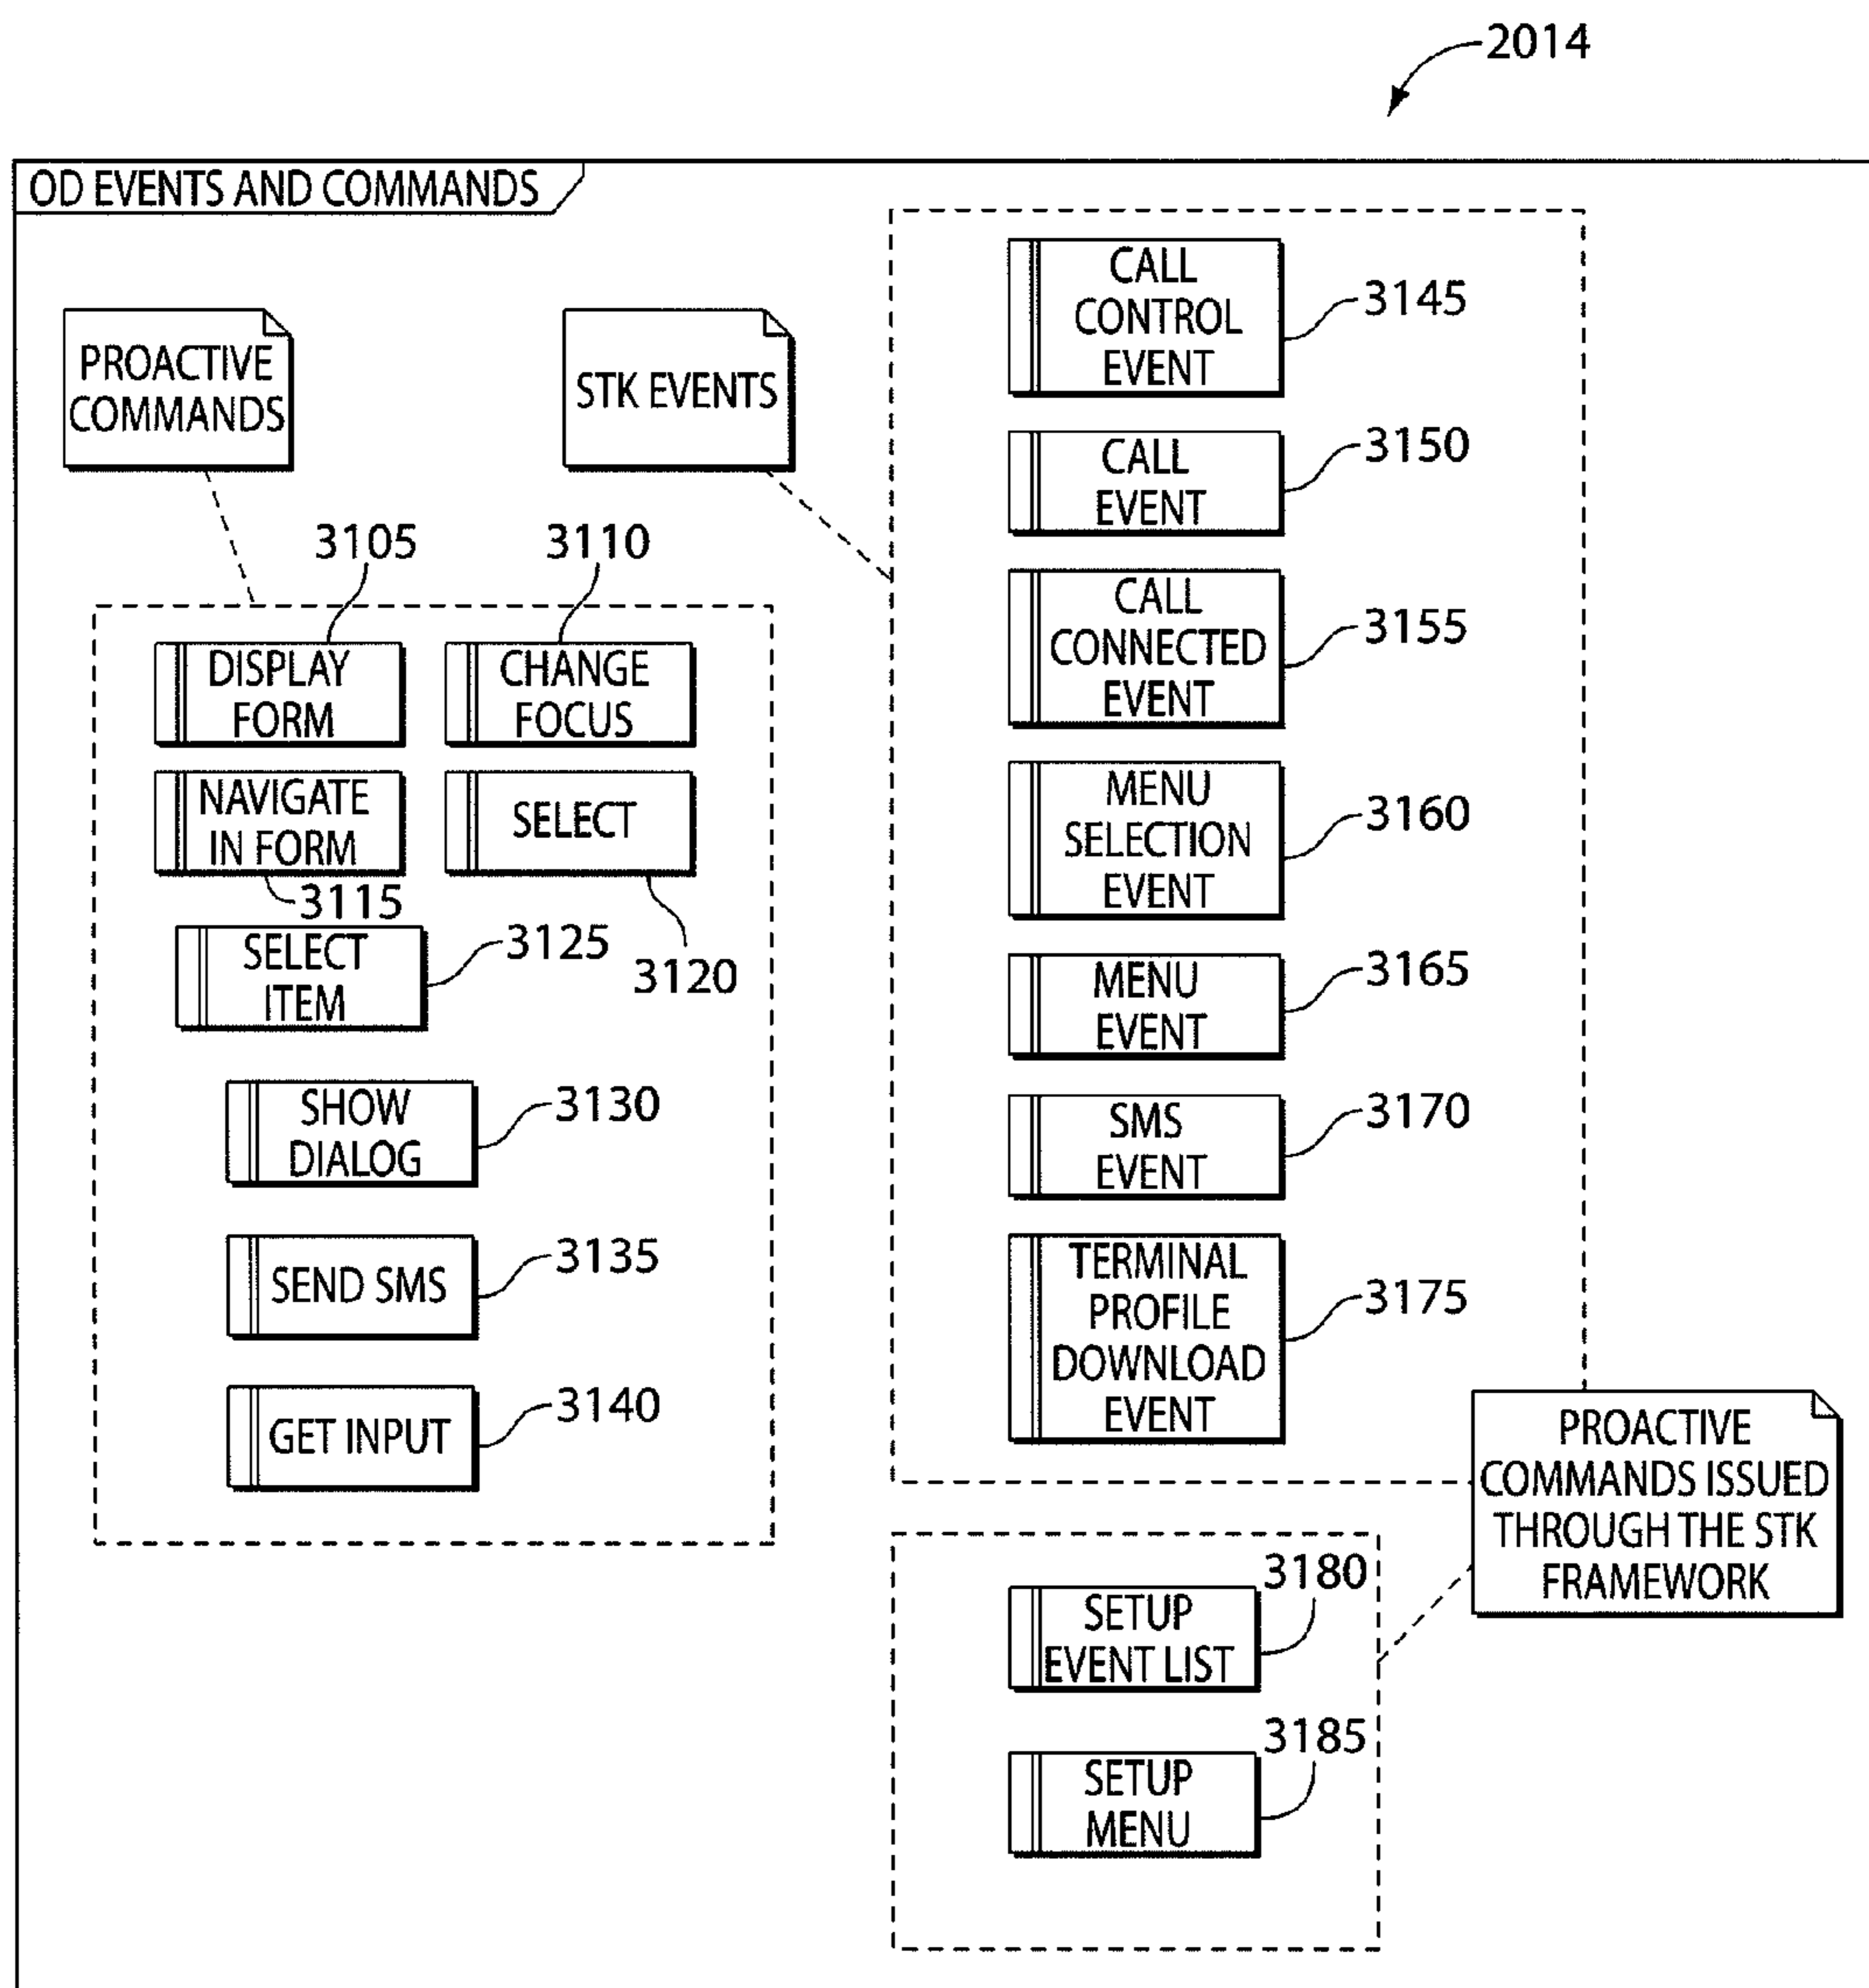 2014
OD EVENTS AND COMMANDS
PROACTIVE
COMMANDS
STK EVENTS
3105
3110
DISPLAY
FORM
CHANGE
FOCUS
NAVIGATE
IN FORM
SELECT
3115
3120
SELECT
ITEM
3125
SHOW
DIALOG
3130
SEND SMS
3135
GET INPUT
3140
CALL
CONTROL
EVENT
3145
CALL
EVENT
3150
CALL
CONNECTED
EVENT
3155
MENU
SELECTION
EVENT
3160
MENU
EVENT
3165
SMS
EVENT
3170
TERMINAL
PROFILE
DOWNLOAD
EVENT
3175
PROACTIVE
COMMANDS ISSUED
THROUGH THE STK
FRAMEWORK
3180
SETUP
EVENT LIST
3185
SETUP
MENU